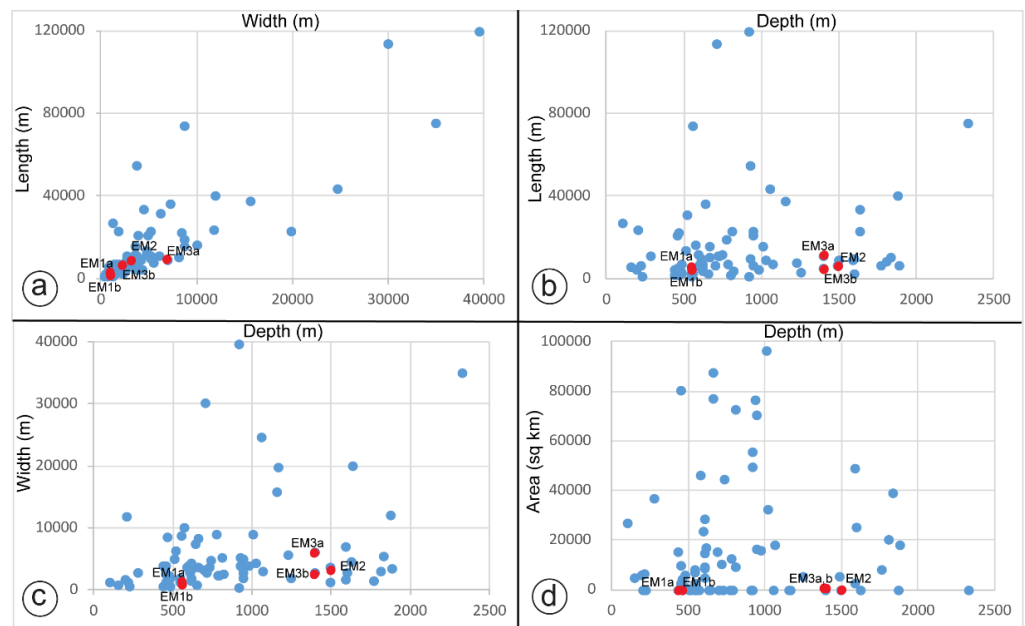 Width (m)
120000
80000
40000
0
Length (m)
EM2
EM1a
EM3a
EM3b
EM1b
0
10000
20000
30000
40000
a
Depth (m)
120000
80000
40000
0
Length (m)
EM3a
EM1a
EM2
EM1b
EM3b
0
500
1000
1500
2000
2500
b
Depth (m)
40000
30000
20000
10000
0
Width (m)
EM3a
EM1a
EM3b
EM2
EM1b
0
500
1000
1500
2000
2500
c
Depth (m)
100000
80000
60000
40000
20000
0
Area (sq km)
EM1a
EM1b
EM3a,b
EM2
0
500
1000
1500
2000
2500
d